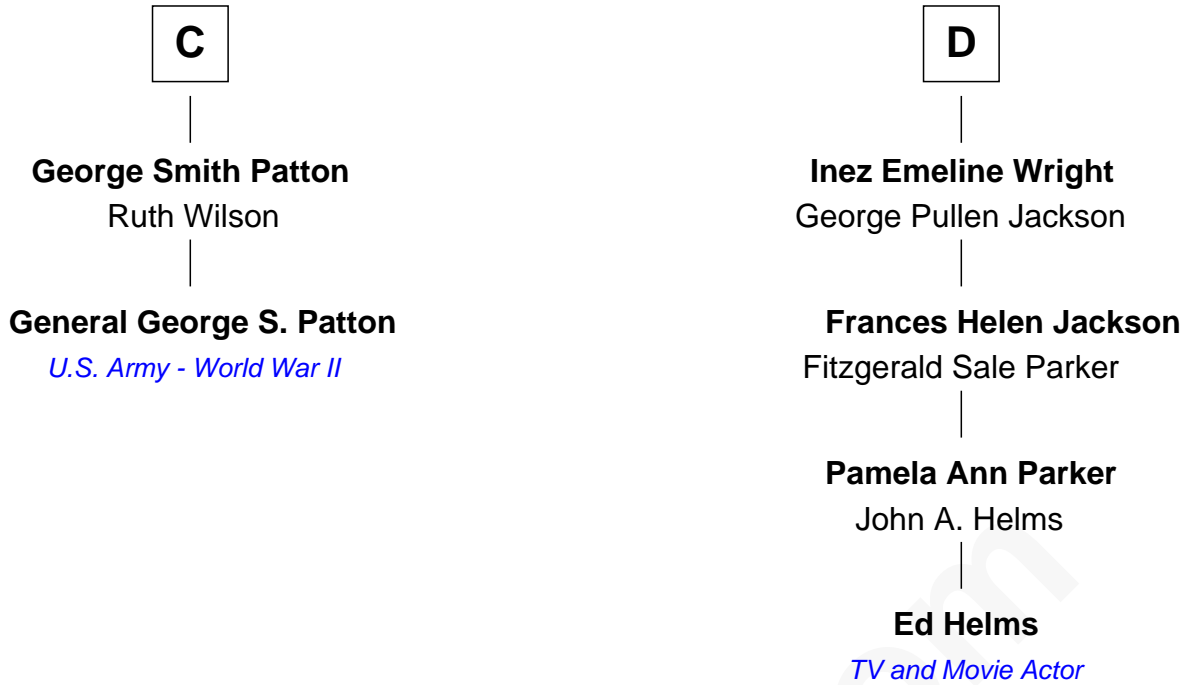 C
George Smith Patton
Ruth Wilson
General George S. Patton
U.S. Army - World War II
D
Inez Emeline Wright
George Pullen Jackson
Frances Helen Jackson
Fitzgerald Sale Parker
Pamela Ann Parker
John A. Helms
Ed Helms
TV and Movie Actor